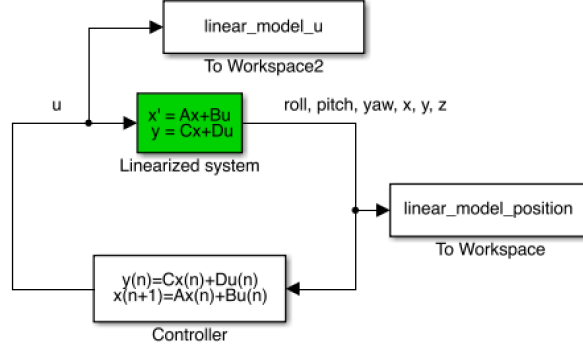 linear_model_u
To Workspace2
u
x' = Ax+Bu
y = Cx+Du
roll, pitch, yaw, x, y, z
Linearized system
linear_model_position
To Workspace
y(n)=Cx(n)+Du(n)
x(n+1)=Ax(n)+Bu(n)
Controller